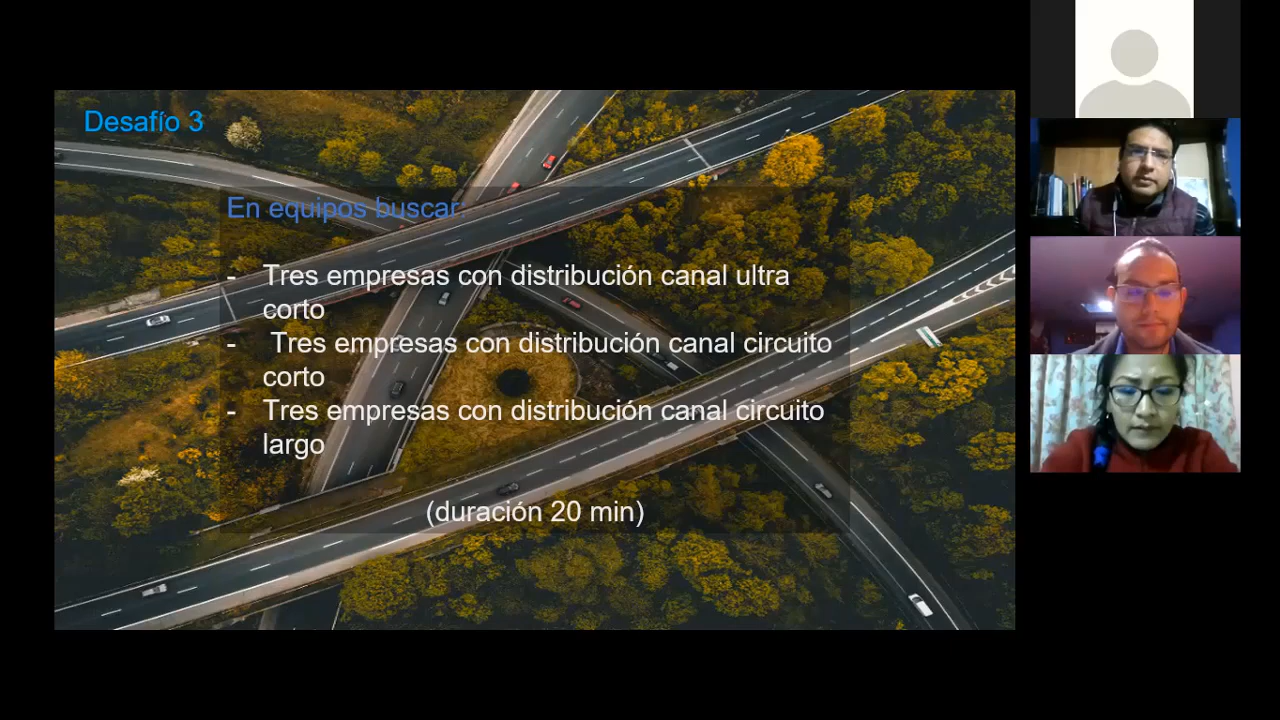 Desafío 3
En equipos buscar:
- Tres empresas con distribución canal ultra
corto
- Tres empresas con distribución canal circuito
corto
- Tres empresas con distribución canal circuito
largo
(duración 20 min)